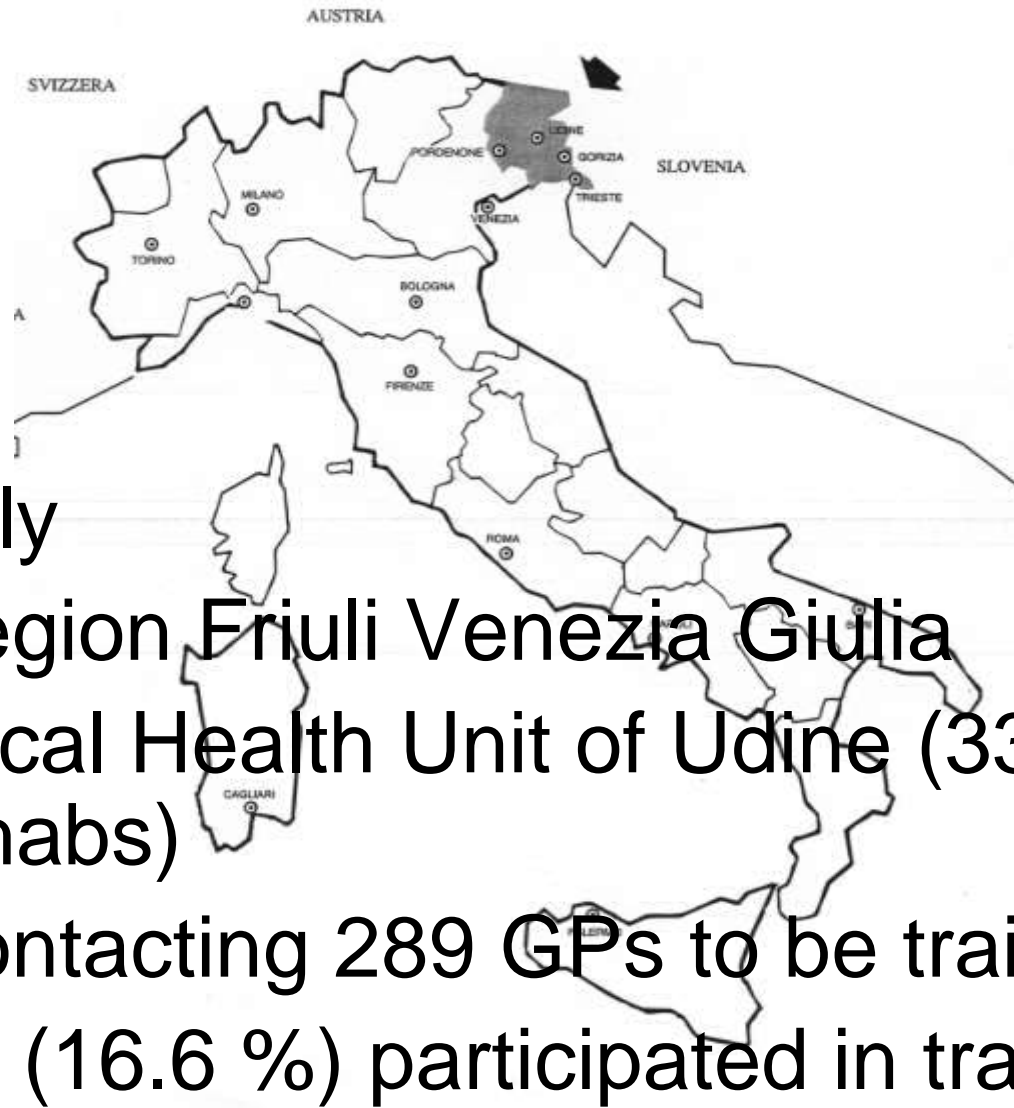 AUSTRIA
SVIZZERA
UDINE
PORDENONE
GORIZIA
SLOVENIA
TRIESTE
MILANO
VENEZIA
TORINO
BOLOGNA
A
FIRENZE
ly
ROMA
egion Friuli Venezia Giulia
cal Health Unit of Udine (33
CAGLIARI
nabs)
ontacting 289 GPs to be trai
(16.6 %) participated in tra